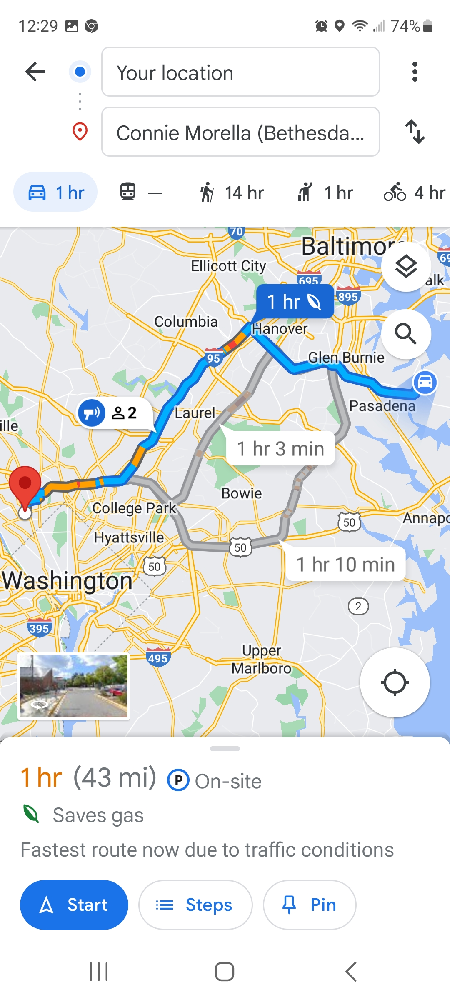 12:29
74%
Your location
Connie Morella (Bethesda...
1 hr
—
14 hr
1 hr
4 hr
70
Baltimor
69
Ellicott City
695
alk
1 hr
895
Columbia
Hanover
95
Glen Burnie
Laurel
Pasadena
2
ille
1 hr 3 min
Bowie
College Park
50
Annapo
Hyattsville
50
50
1 hr 10 min
Washington
2
395
Upper
Marlboro
495
1 hr (43 mi) P On-site
Saves gas
Fastest route now due to traffic conditions
Start
Steps
Pin